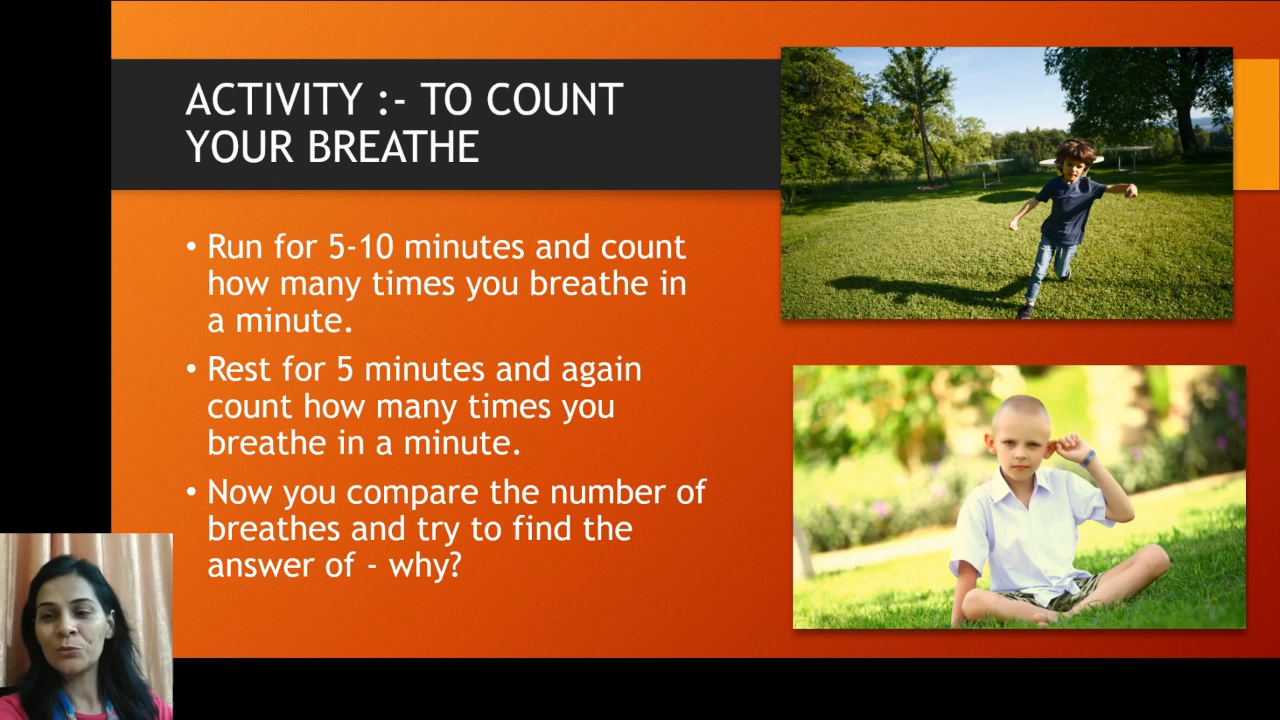 ACTIVITY :- TO COUNT
YOUR BREATHE
• Run for 5-10 minutes and count
how many times you breathe in
a minute.
• Rest for 5 minutes and again
count how many times you
breathe in a minute.
• Now you compare the number of
breathes and try to find the
answer of - why?